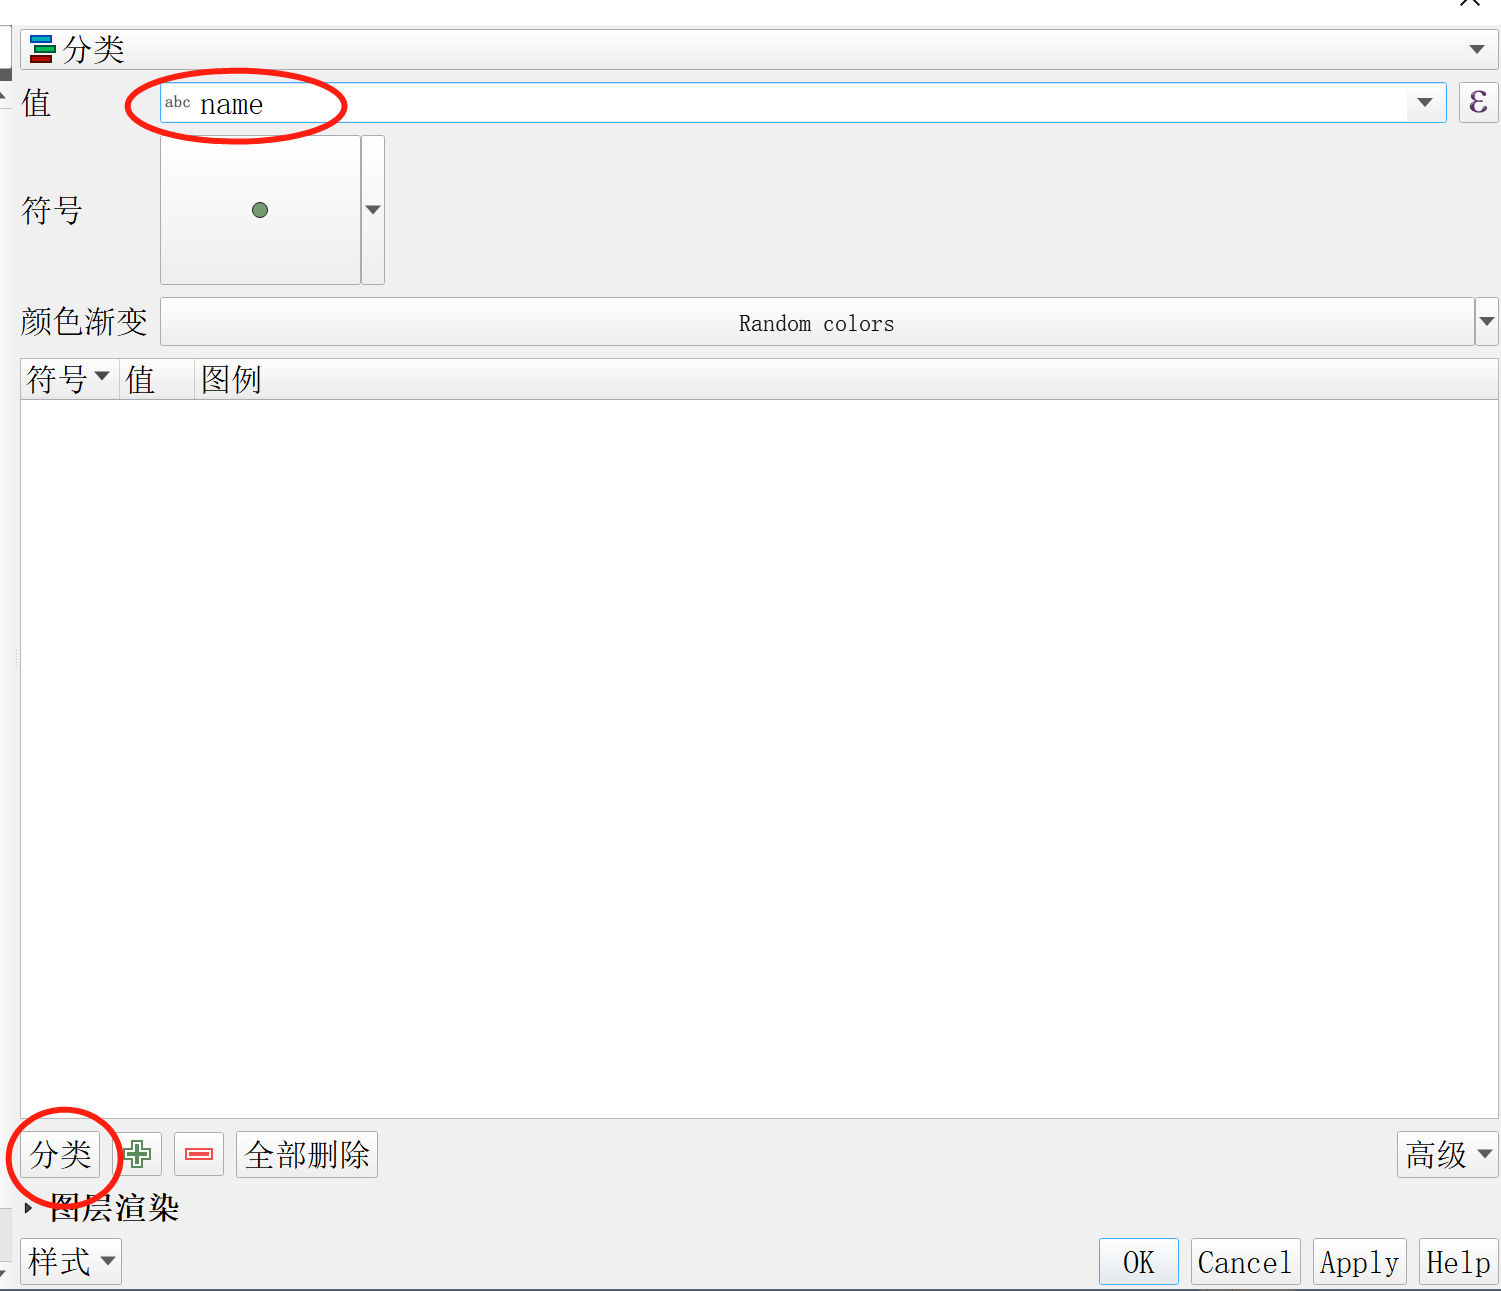 分类
值 abc name ε
符号
颜色渐变 Random colors
符号 值 图例
分类 全部删除 高级
图层渲染
样式 OK Cancel Apply Help